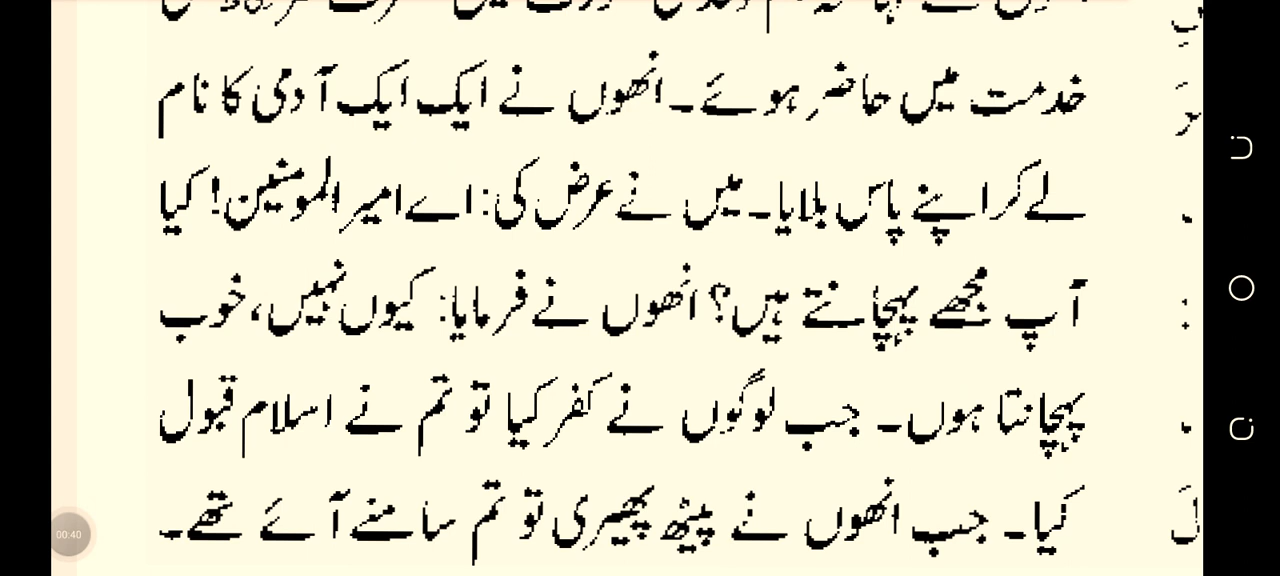 خدمت میں حاضر ہوئے۔ انھوں نے ایک ایک آدمی کا نام
لے کر اپنے پاس بلایا۔ میں نے عرض کی: اے امیر المومنین! کیا
آپ مجھے پہچانتے ہیں؟ انھوں نے فرمایا: کیوں نہیں، خوب
پہچانتا ہوں۔ جب لوگوں نے کفر کیا تو تم نے اسلام قبول
کیا۔ جب انھوں نے پیٹھ پھیری تو تم سامنے آئے تھے۔
00:40